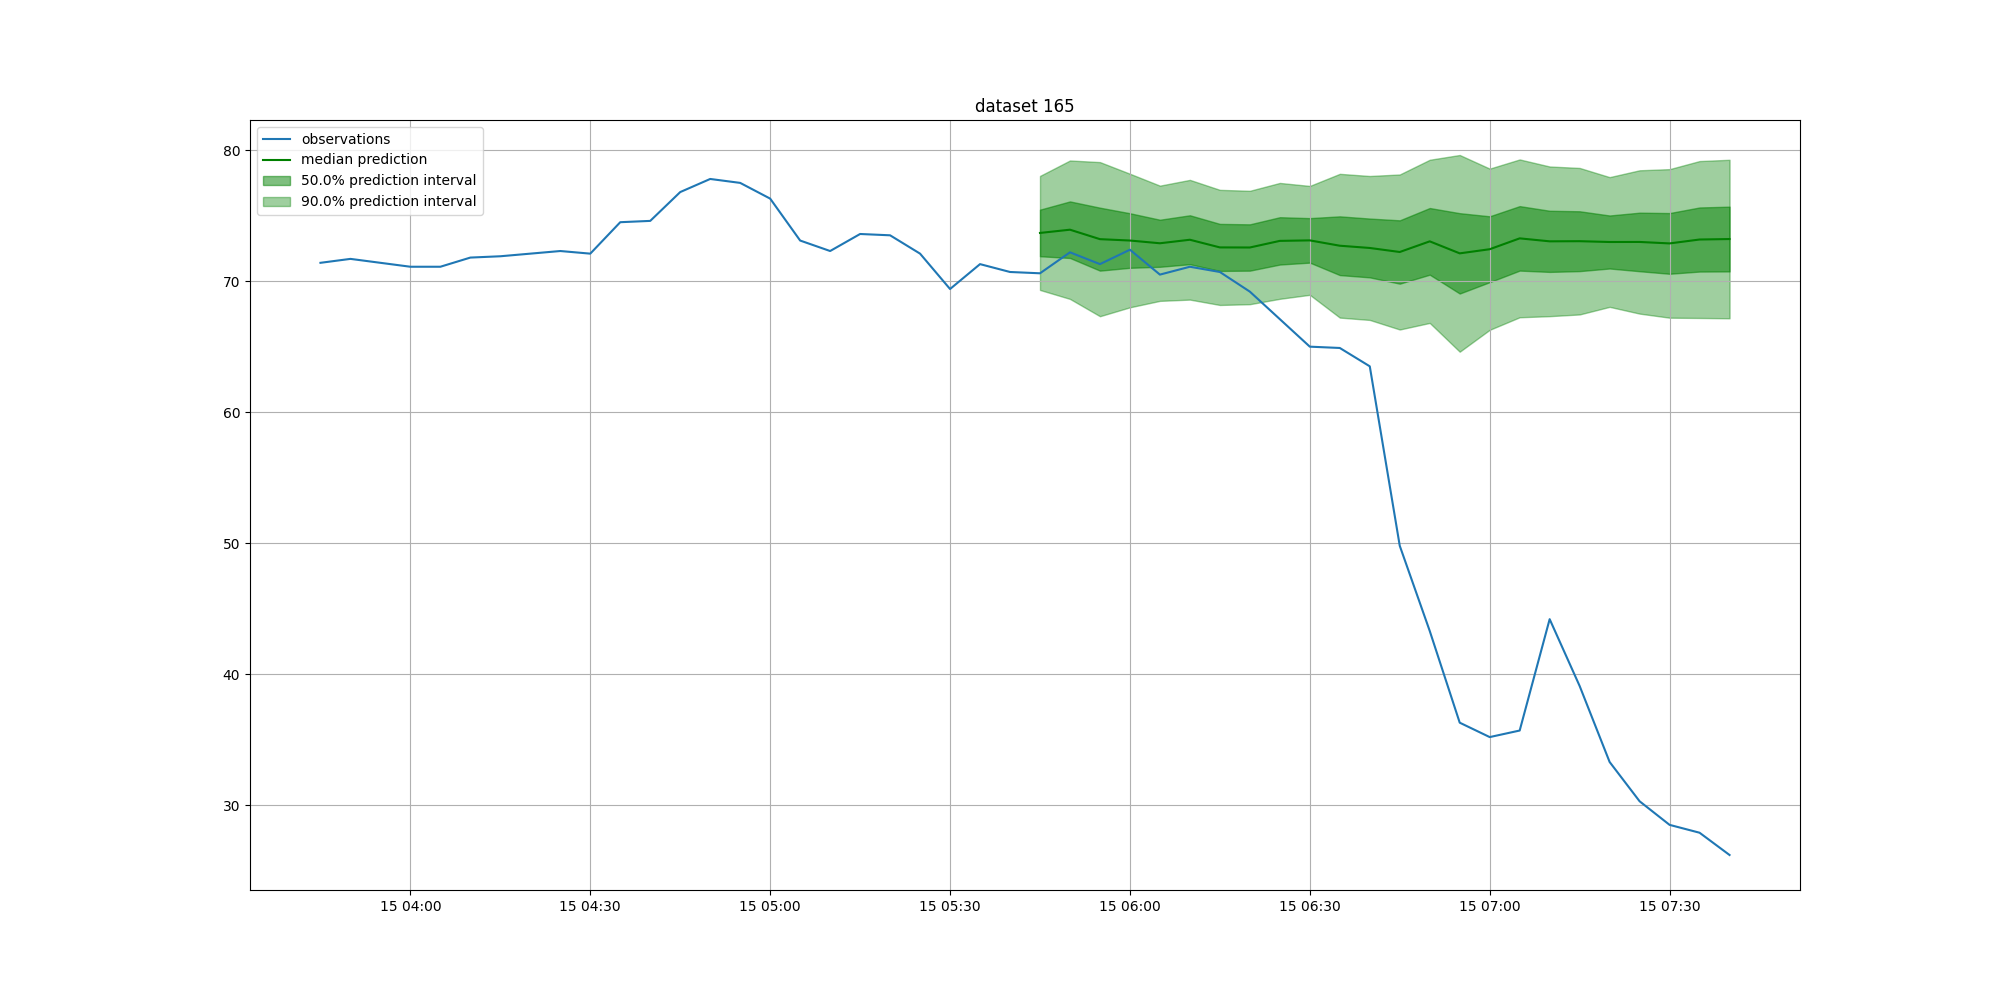 dataset 165
observations
median prediction
50.0% prediction interval
90.0% prediction interval
80
70
60
50
40
30
15 04:00 15 04:30 15 05:00 15 05:30 15 06:00 15 06:30 15 07:00 15 07:30